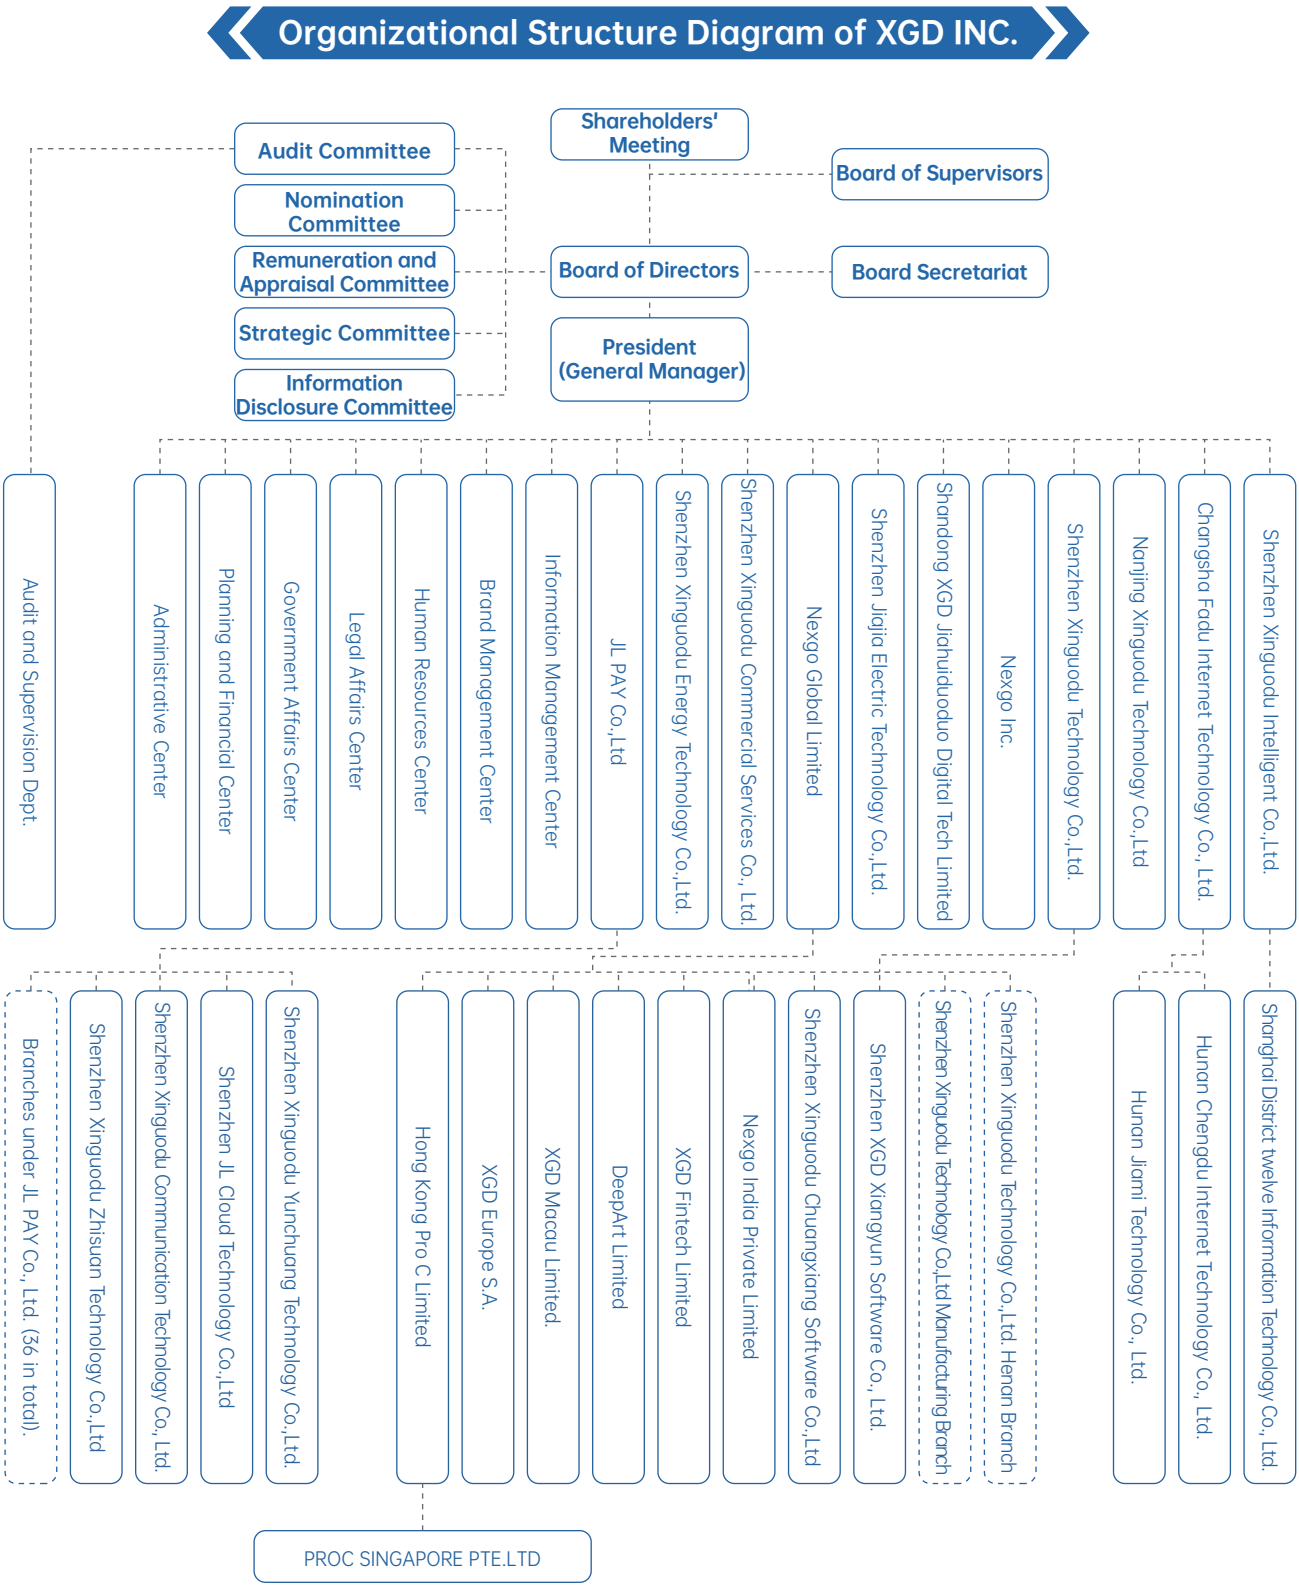 Organizational Structure Diagram of XGD INC.
Shareholders'
Meeting
Audit Committee
Board of Supervisors
Nomination
Committee
Remuneration and
Appraisal Committee
Board of Directors
Board Secretariat
Strategic Committee
President
(General Manager)
Information
Disclosure Committee
Audit and Supervision Dept.
Administrative Center
Planning and Financial Center
Government Affairs Center
Legal Affairs Center
Human Resources Center
Brand Management Center
Information Management Center
JL PAY Co.,Ltd
Shenzhen Xinguodu Energy Technology Co.,Ltd.
Shenzhen Xinguodu Commercial Services Co., Ltd.
Nexgo Global Limited
Shenzhen Jiajia Electric Technology Co.,Ltd.
Shandong XGD Jiahuiduoduo Digital Tech Limited
Nexgo Inc.
Shenzhen Xinguodu Technology Co.,Ltd.
Nanjing Xinguodu Technology Co.,Ltd
Changsha Fadu Internet Technology Co., Ltd.
Shenzhen Xinguodu Intelligent Co.,Ltd.
Branches under JL PAY Co., Ltd. (36 in total).
Shenzhen Xinguodu Zhisuan Technology Co.,Ltd
Shenzhen Xinguodu Communication Technology Co., Ltd.
Shenzhen JL Cloud Technology Co.,Ltd
Shenzhen Xinguodu Yunchuang Technology Co.,Ltd.
Hong Kong Pro C Limited
XGD Europe S.A.
XGD Macau Limited.
DeepArt Limited
XGD Fintech Limited
Nexgo India Private Limited
Shenzhen Xinguodu Chuangxiang Software Co.,Ltd
Shenzhen XGD Xiangyun Software Co., Ltd.
Shenzhen Xinguodu Technology Co.,Ltd Manufacturing Branch
Shenzhen Xinguodu Technology Co.,Ltd. Henan Branch
Hunan Jiami Technology Co., Ltd.
Hunan Chengdu Internet Technology Co., Ltd.
Shanghai District twelve Information Technology Co., Ltd.
PROC SINGAPORE PTE.LTD